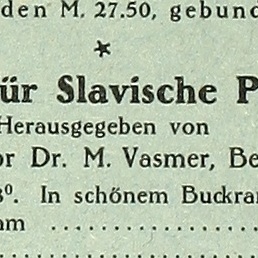 den M. 27.50, gebund
*
ür Slavische P
Herausgegeben von
or Dr. M. Vasmer, Be
8⁰. In schönem Buckra
am ........................
........................